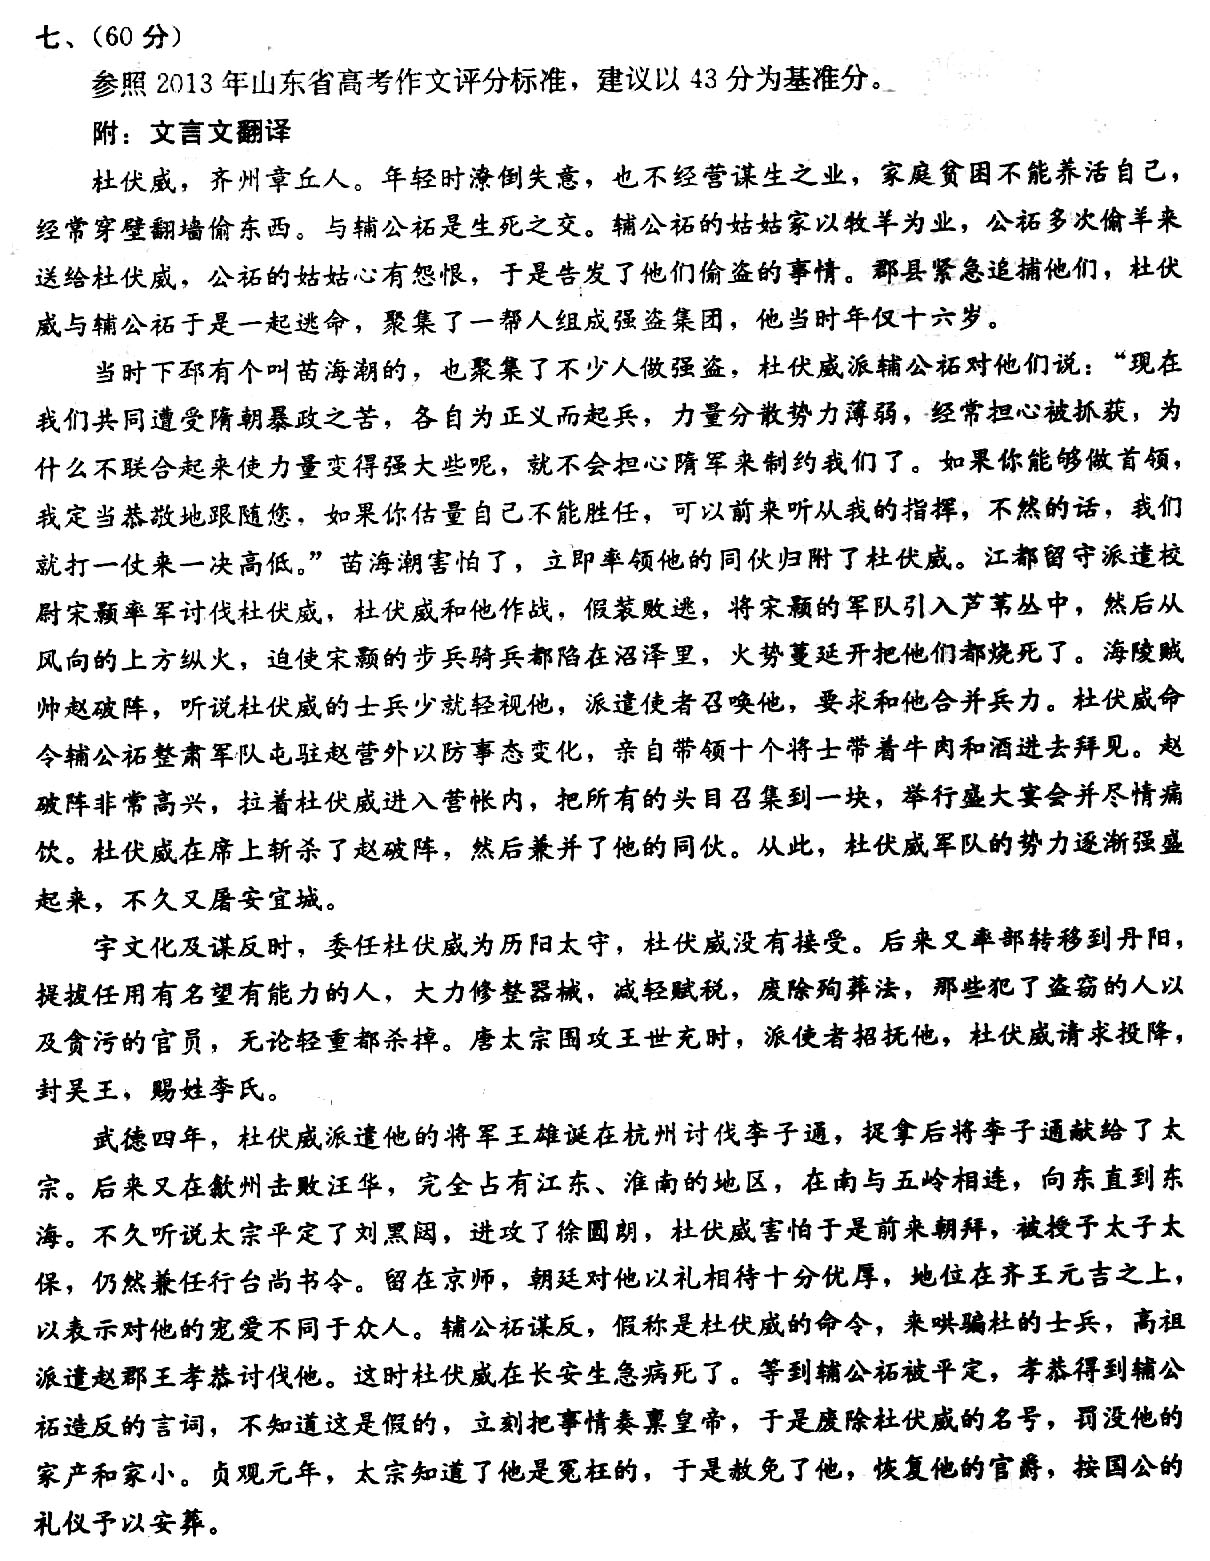 七、（60 分）
参照 2013 年山东省高考作文评分标准，建议以 43 分为基准分。
附：文言文翻译
杜伏威，齐州章丘人。年轻时潦倒失意，也不经营谋生之业，家庭贫困不能养活自己，
经常穿壁翻墙偷东西。与辅公祏是生死之交。辅公祏的姑姑家以牧羊为业，公祏多次偷羊来
送给杜伏威，公祏的姑姑心有怨恨，于是告发了他们偷盗的事情。郡县紧急追捕他们，杜伏
威与辅公祏于是一起逃命，聚集了一帮人组成强盗集团，他当时年仅十六岁。
当时下邳有个叫苗海潮的，也聚集了不少人做强盗，杜伏威派辅公祏对他们说：“现在
我们共同遭受隋朝暴政之苦，各自为正义而起兵，力量分散势力薄弱，经常担心被抓获，为
什么不联合起来使力量变得强大些呢，就不会担心隋军来制约我们了。如果你能够做首领，
我定当恭敬地跟随您，如果你估量自己不能胜任，可以前来听从我的指挥，不然的话，我们
就打一仗来一决高低。”苗海潮害怕了，立即率领他的同伙归附了杜伏威。江都留守派遣校
尉宋颢率军讨伐杜伏威，杜伏威和他作战，假装败逃，将宋颢的军队引入芦苇丛中，然后从
风向的上方纵火，迫使宋颢的步兵骑兵都陷在沼泽里，火势蔓延开把他们都烧死了。海陵贼
帅赵破阵，听说杜伏威的士兵少就轻视他，派遣使者召唤他，要求和他合并兵力。杜伏威命
令辅公祏整肃军队屯驻赵营外以防事态变化，亲自带领十个将士带着牛肉和酒进去拜见。赵
破阵非常高兴，拉着杜伏威进入营帐内，把所有的头目召集到一块，举行盛大宴会并尽情痛
饮。杜伏威在席上斩杀了赵破阵，然后兼并了他的同伙。从此，杜伏威军队的势力逐渐强盛
起来，不久又屠安宜城。
宇文化及谋反时，委任杜伏威为历阳太守，杜伏威没有接受。后来又率部转移到丹阳，
提拔任用有名望有能力的人，大力修整器械，减轻赋税，废除殉葬法，那些犯了盗窃的人以
及贪污的官员，无论轻重都杀掉。唐太宗围攻王世充时，派使者招抚他，杜伏威请求投降，
封吴王，赐姓李氏。
武德四年，杜伏威派遣他的将军王雄诞在杭州讨伐李子通，捉拿后将李子通献给了太
宗。后来又在歙州击败汪华，完全占有江东、淮南的地区，在南与五岭相连，向东直到东
海。不久听说太宗平定了刘黑闼，进攻了徐圆朗，杜伏威害怕于是前来朝拜，被授予太子太
保，仍然兼任行台尚书令。留在京师，朝廷对他以礼相待十分优厚，地位在齐王元吉之上，
以表示对他的宠爱不同于众人。辅公祏谋反，假称是杜伏威的命令，来哄骗杜的士兵，高祖
派遣赵郡王孝恭讨伐他。这时杜伏威在长安生急病死了。等到辅公祏被平定，孝恭得到辅公
祏造反的言词，不知道这是假的，立刻把事情奏禀皇帝，于是废除杜伏威的名号，罚没他的
家产和家小。贞观元年，太宗知道了他是冤枉的，于是赦免了他，恢复他的官爵，按国公的
礼仪予以安葬。